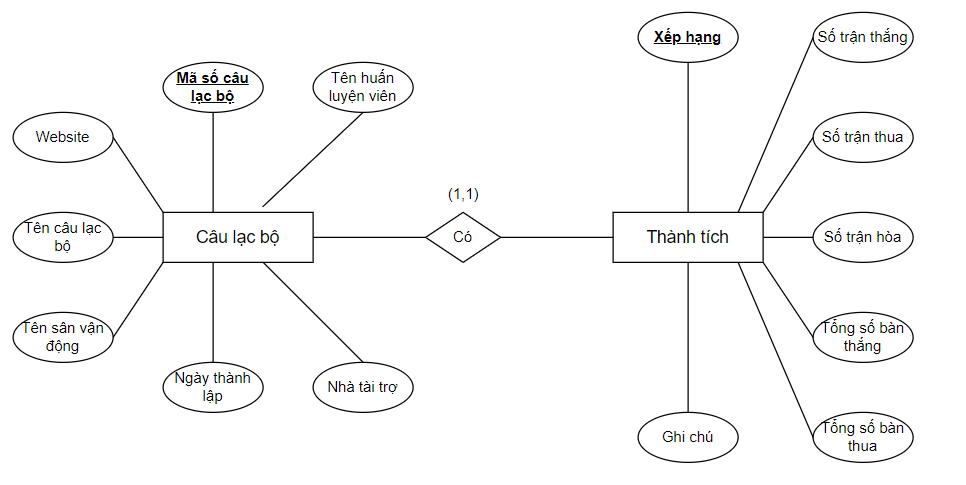 Xếp hạng
Số trận thắng
Mã số câu
lạc bộ
Tên huấn
luyện viên
Website
Số trận thua
(1,1)
Tên câu lạc
bộ
Câu lạc bộ
Có
Thành tích
Số trận hòa
Tên sân vận
động
Tổng số bàn
thắng
Ngày thành
lập
Nhà tài trợ
Ghi chú
Tổng số bàn
thua